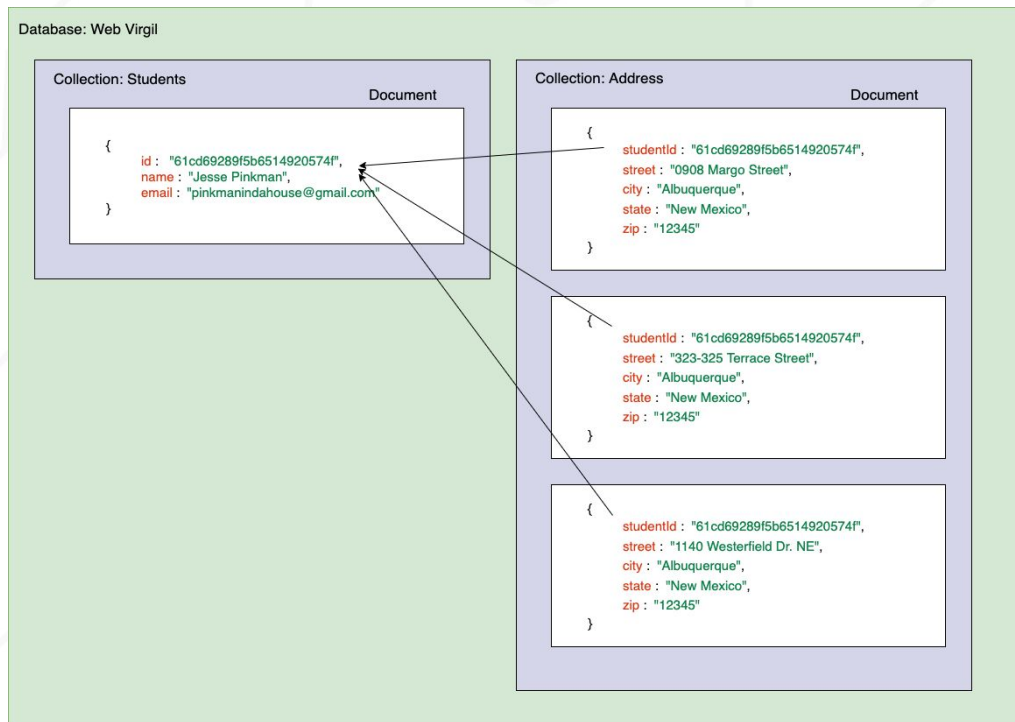 Database: Web Virgil
Collection: Students
Document
{
id : "61cd69289f5b6514920574f",
name : "Jesse Pinkman",
email : "pinkmanindahouse@gmail.com"
}
Collection: Address
Document
{
studentId : "61cd69289f5b6514920574f",
street : "0908 Margo Street",
city : "Albuquerque",
state : "New Mexico",
zip : "12345"
}
{
studentId : "61cd69289f5b6514920574f",
street : "323-325 Terrace Street",
city : "Albuquerque",
state : "New Mexico",
zip : "12345"
}
{
studentId : "61cd69289f5b6514920574f",
street : "1140 Westerfield Dr. NE",
city : "Albuquerque",
state : "New Mexico",
zip : "12345"
}